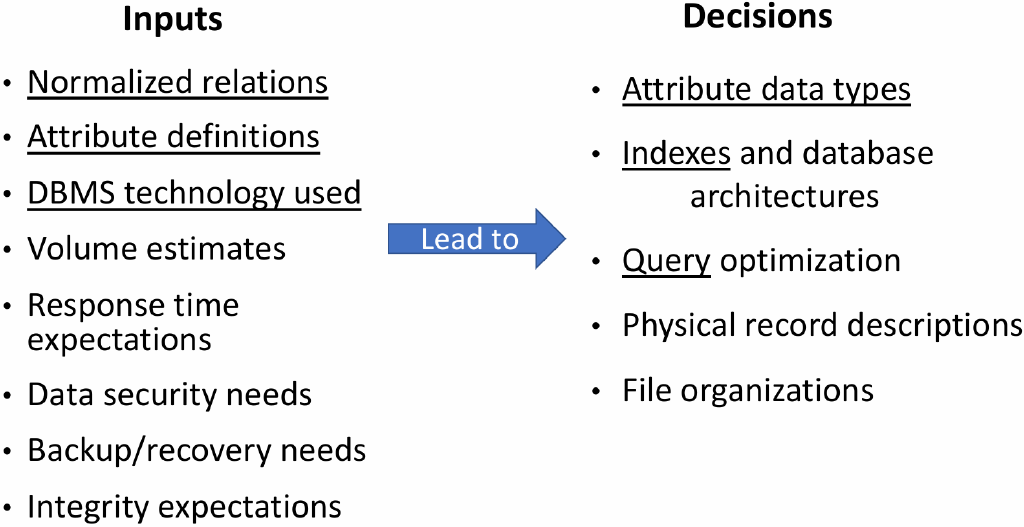 Inputs
• Normalized relations
• Attribute definitions
• DBMS technology used
• Volume estimates
• Response time
expectations
• Data security needs
• Backup/recovery needs
• Integrity expectations
Lead to
Decisions
• Attribute data types
• Indexes and database
architectures
• Query optimization
• Physical record descriptions
• File organizations